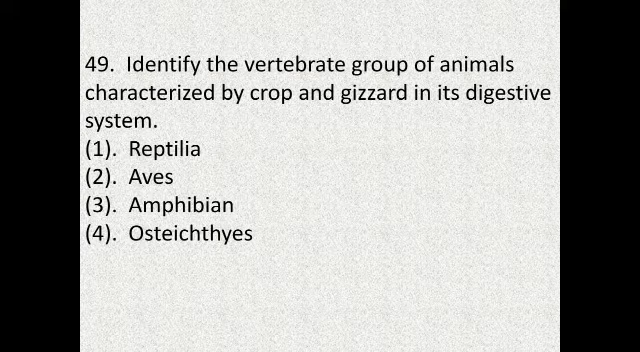 49.  Identify the vertebrate group of animals
characterized by crop and gizzard in its digestive
system.
(1).  Reptilia
(2).  Aves
(3).  Amphibian
(4).  Osteichthyes